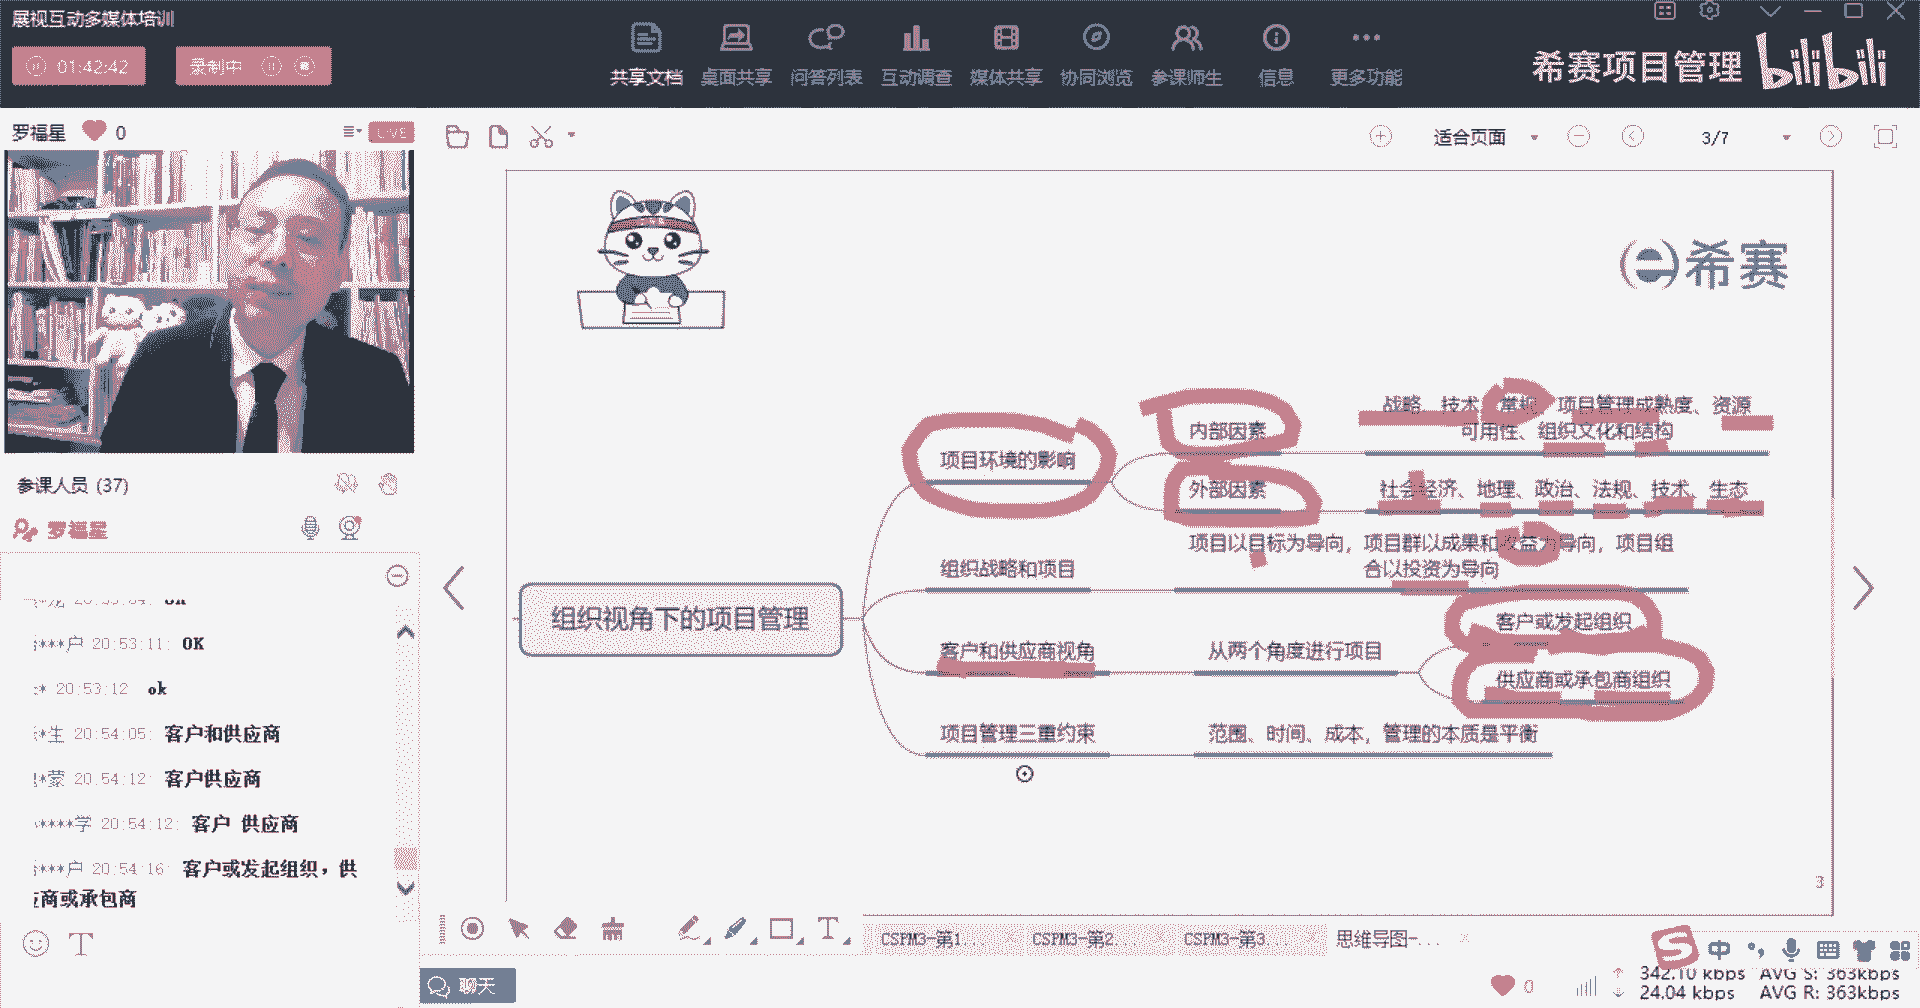 展视互动多媒体培训
01:42:42
录制中
共享文档
桌面共享
问答列表
互动调查
媒体共享
协同浏览
参课师生
信息
更多功能
希赛项目管理
bilibili
罗福星
0
LIVE
适合页面
3/7
参课人员 (37)
罗福星
20:53:11: OK
20:53:12 ok
生 20:54:05: 客户和供应商
蒙 20:54:12: 客户供应商
学 20:54:12: 客户 供应商
户 20:54:16: 客户或发起组织，供
商或承包商
希赛
组织视角下的项目管理
项目环境的影响
内部因素
战略、技术、常规、项目管理成熟度、资源
可用性、组织文化和结构
外部因素
社会经济、地理、政治、法规、技术、生态
组织战略和项目
项目以目标为导向，项目群以成果和收益为导向，项目组
合以投资为导向
客户和供应商视角
从两个角度进行项目
客户或发起组织
供应商或承包商组织
项目管理三重约束
范围、时间、成本，管理的本质是平衡
3
CSPM3-第1...
CSPM3-第2...
CSPM3-第3...
思维导图-...
聊天
中
0
342.10 kbps AVG S: 363kbps
24.04 kbps AVG R: 363kbps